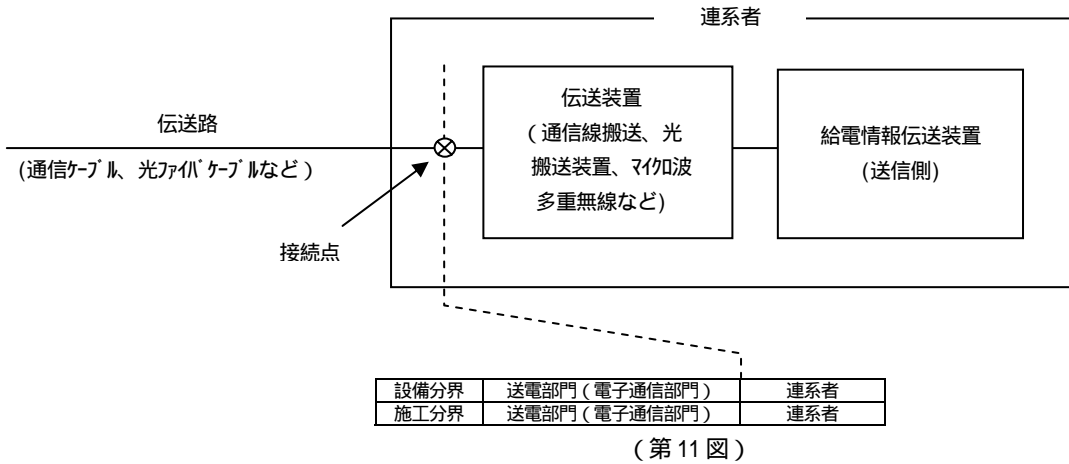 連系者
伝送路
(通信ｹｰﾌﾞﾙ、光ﾌｧｲﾊﾞｹｰﾌﾞﾙなど）
接続点
伝送装置
（通信線搬送、光
搬送装置、ﾏｲｸﾛ波
多重無線など)
給電情報伝送装置
(送信側)
設備分界 送電部門（電子通信部門） 連系者
施工分界 送電部門（電子通信部門） 連系者
（第11図）